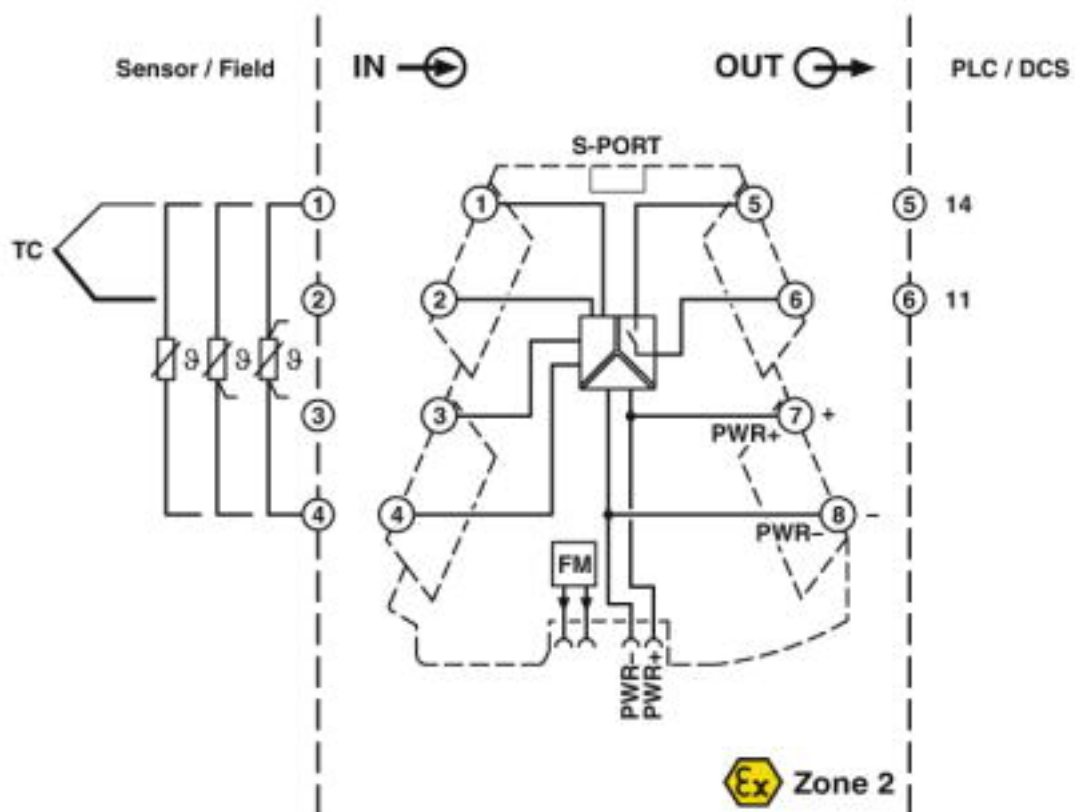 Sensor / Field IN OUT PLC / DCS
S-PORT
1 1 5 5 14
TC
2 2 6 6 11
ϑ ϑ ϑ
3 3 7 +
PWR+
4 4 8 –
PWR–
FM
PWR–
PWR+
Ex Zone 2